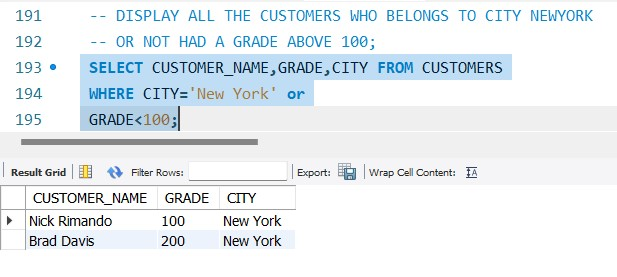 191 -- DISPLAY ALL THE CUSTOMERS WHO BELONGS TO CITY NEWYORK
192 -- OR NOT HAD A GRADE ABOVE 100;
193 SELECT CUSTOMER_NAME,GRADE,CITY FROM CUSTOMERS
194 WHERE CITY='New York' or
195 GRADE<100;
Result Grid Filter Rows: Export: Wrap Cell Content: IA
CUSTOMER_NAME GRADE CITY
Nick Rimando 100 New York
Brad Davis 200 New York